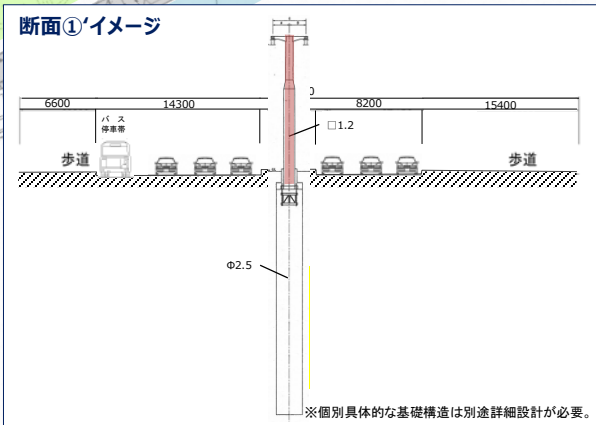 断面①‘イメージ
0
6600
14300
8200
15400
バ ス
停車帯
□1.2
歩道
歩道
Φ2.5
※個別具体的な基礎構造は別途詳細設計が必要。